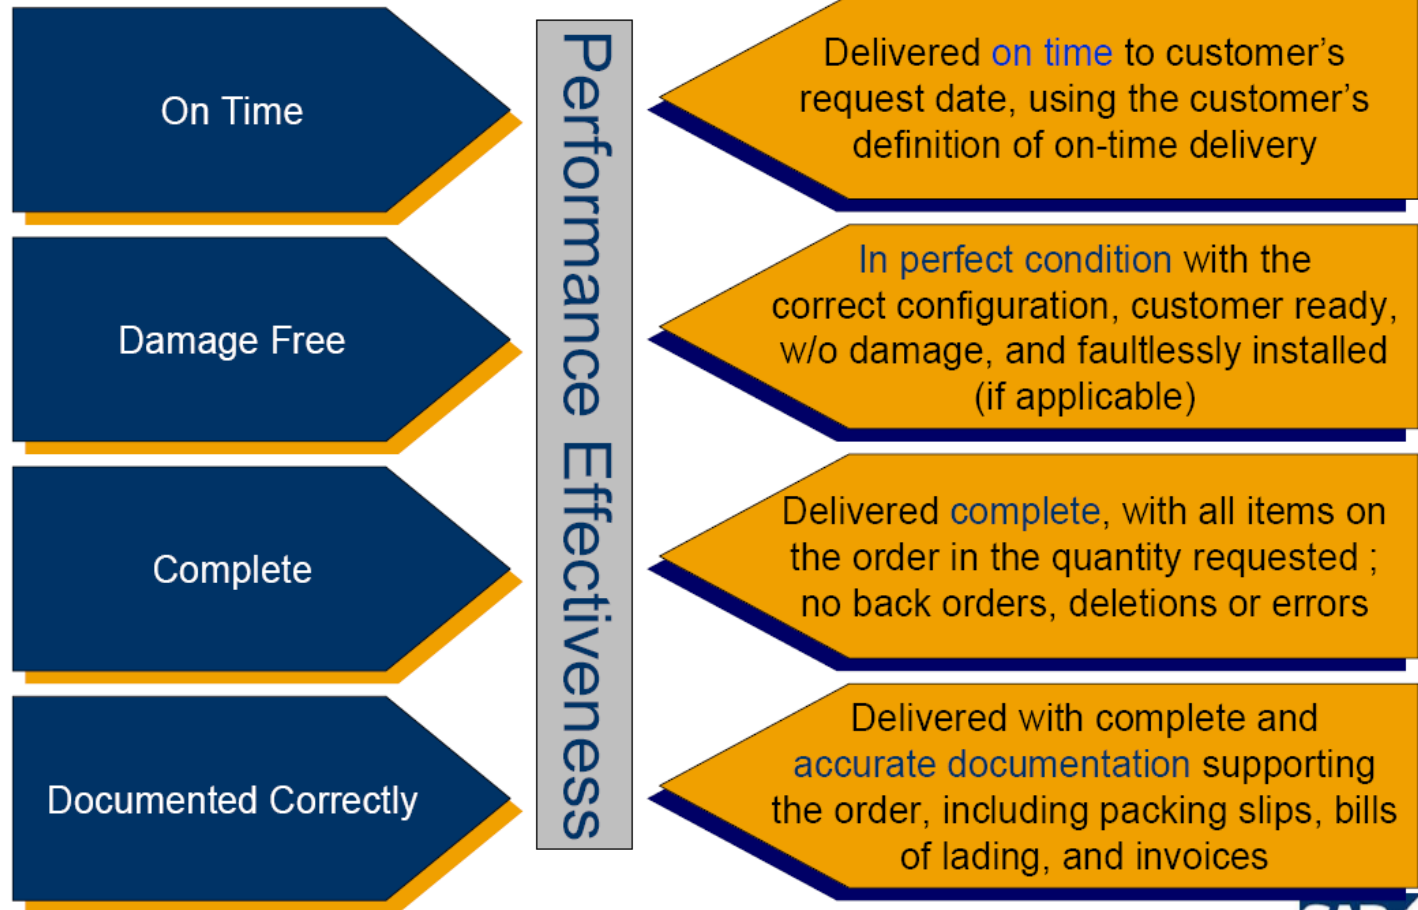 On Time
Delivered on time to customer's
request date, using the customer's
definition of on-time delivery
Performance Effectiveness
Damage Free
In perfect condition with the
correct configuration, customer ready,
w/o damage, and faultlessly installed
(if applicable)
Complete
Delivered complete, with all items on
the order in the quantity requested ;
no back orders, deletions or errors
Documented Correctly
Delivered with complete and
accurate documentation supporting
the order, including packing slips, bills
of lading, and invoices